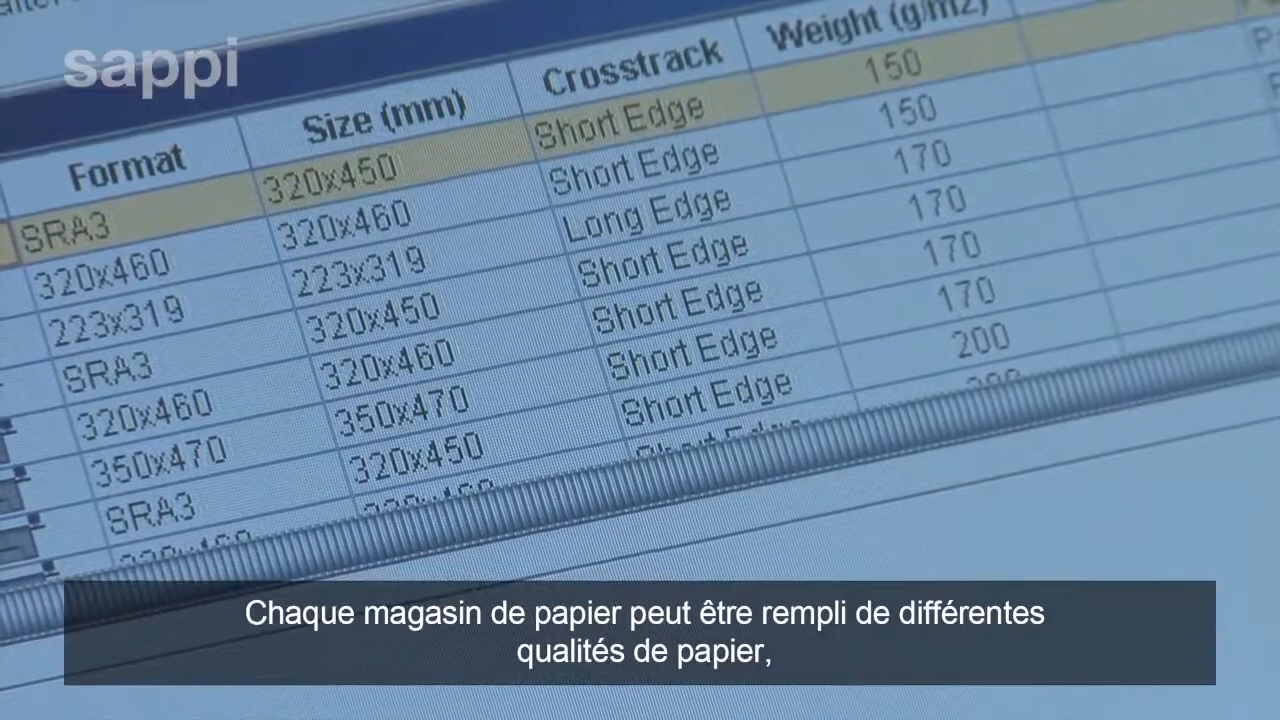 sappi
Format Size (mm) Crosstrack Weight (g/m2)
SRA3 320x450 Short Edge 150
320x460 320x460 Short Edge 150
223x319 223x319 Long Edge 170
SRA3 320x450 Short Edge 170
320x460 320x460 Short Edge 170
350x470 350x470 Short Edge 170
SRA3 320x450 Short Edge 200
Chaque magasin de papier peut être rempli de différentes
qualités de papier,